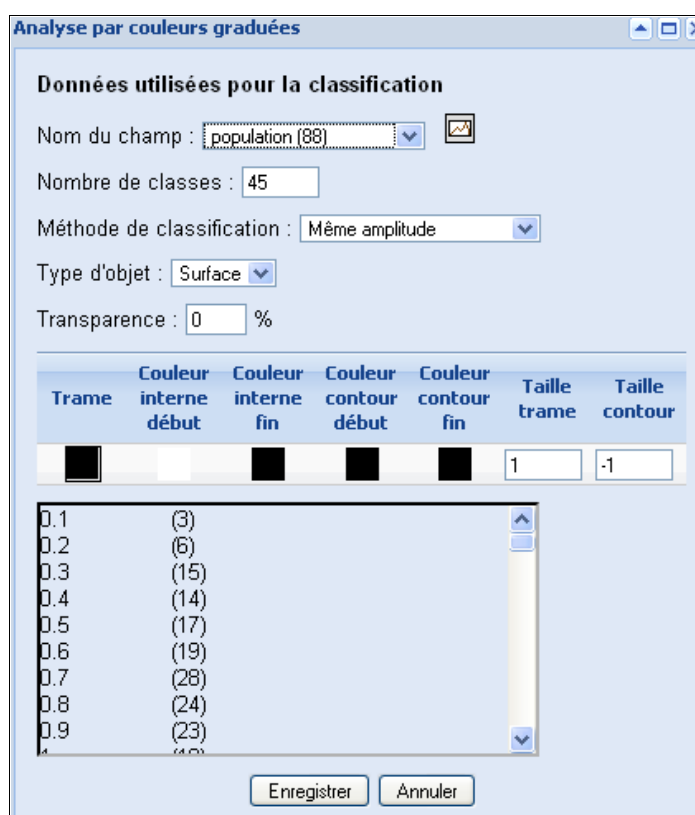 Analyse par couleurs graduées
Données utilisées pour la classification
Nom du champ : population (88)
Nombre de classes : 45
Méthode de classification : Même amplitude
Type d'objet : Surface
Transparence : 0 %
Trame Couleur interne début Couleur interne fin Couleur contour début Couleur contour fin Taille trame Taille contour
1 -1
0.1 (3)
0.2 (6)
0.3 (15)
0.4 (14)
0.5 (17)
0.6 (19)
0.7 (28)
0.8 (24)
0.9 (23)
Enregistrer Annuler